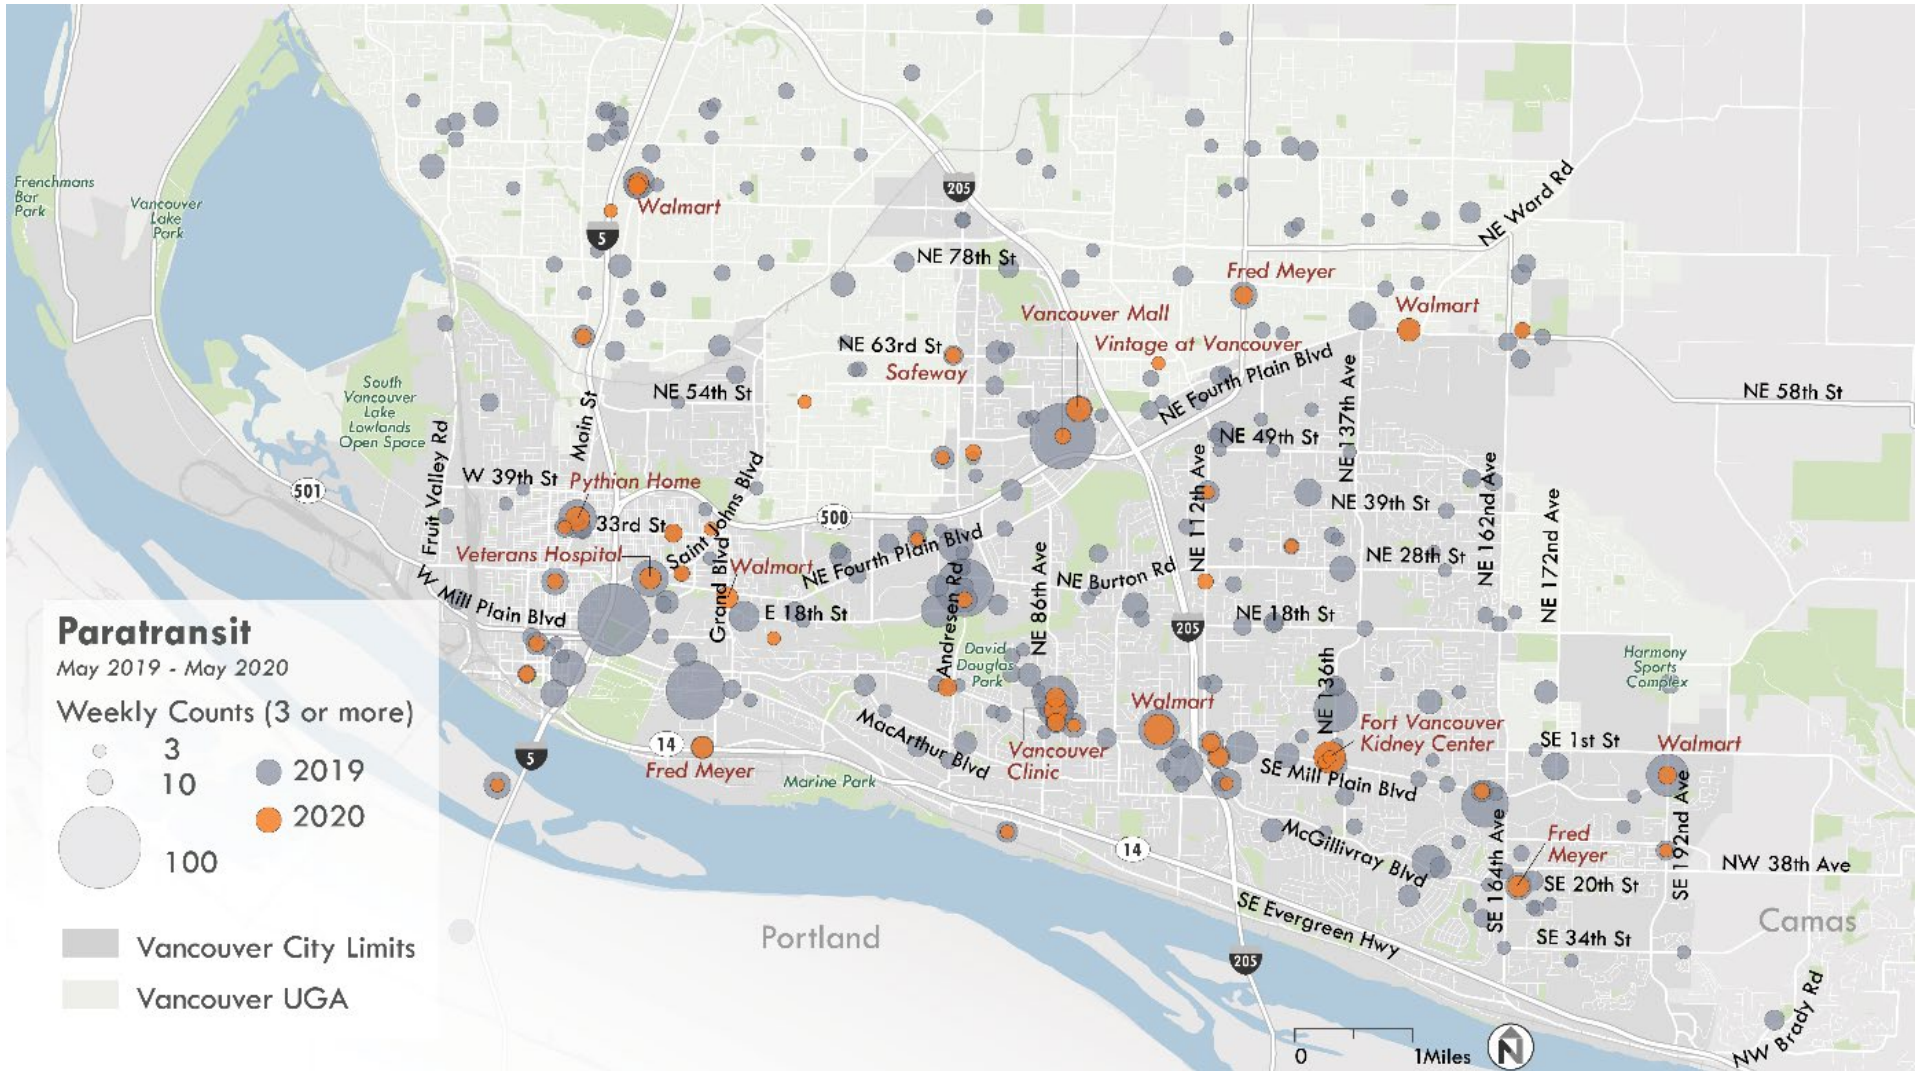 Frenchmans
Bar
Park
Vancouver
Lake
Park
205
Walmart
5
NE Ward Rd
NE 78th St
Fred Meyer
Walmart
Vancouver Mall
Vintage at Vancouver
NE 63rd St
Safeway
NE Fourth Plain Blvd
South
Vancouver
Lake
Lowlands
Open Space
NE 54th St
NE 58th St
Main St
Fruit Valley Rd
NE 137th Ave
NE 49th St
W 39th St
Pythian Home
Saint Johns Blvd
NE 112th Ave
NE 162nd Ave
NE 172nd Ave
501
500
33rd St
NE 39th St
Veterans Hospital
Walmart
NE Fourth Plain Blvd
NE 86th Ave
NE Burton Rd
NE 28th St
W Mill Plain Blvd
Grand Blvd
E 18th St
Andresen Rd
NE 18th St
205
David
Douglas
Park
Harmony
Sports
Complex
NE 136th
Walmart
Fort Vancouver
Kidney Center
SE 1st St
Walmart
MacArthur Blvd
Vancouver
Clinic
5
14
Fred Meyer
Marine Park
SE Mill Plain Blvd
McGillivray Blvd
SE 164th Ave
Fred
Meyer
SE 192nd Ave
NW 38th Ave
14
SE 20th St
SE Evergreen Hwy
SE 34th St
Camas
Portland
205
NW Brady Rd
Paratransit
May 2019 - May 2020
Weekly Counts (3 or more)
3
10
100
2019
2020
Vancouver City Limits
Vancouver UGA
0
1Miles
N